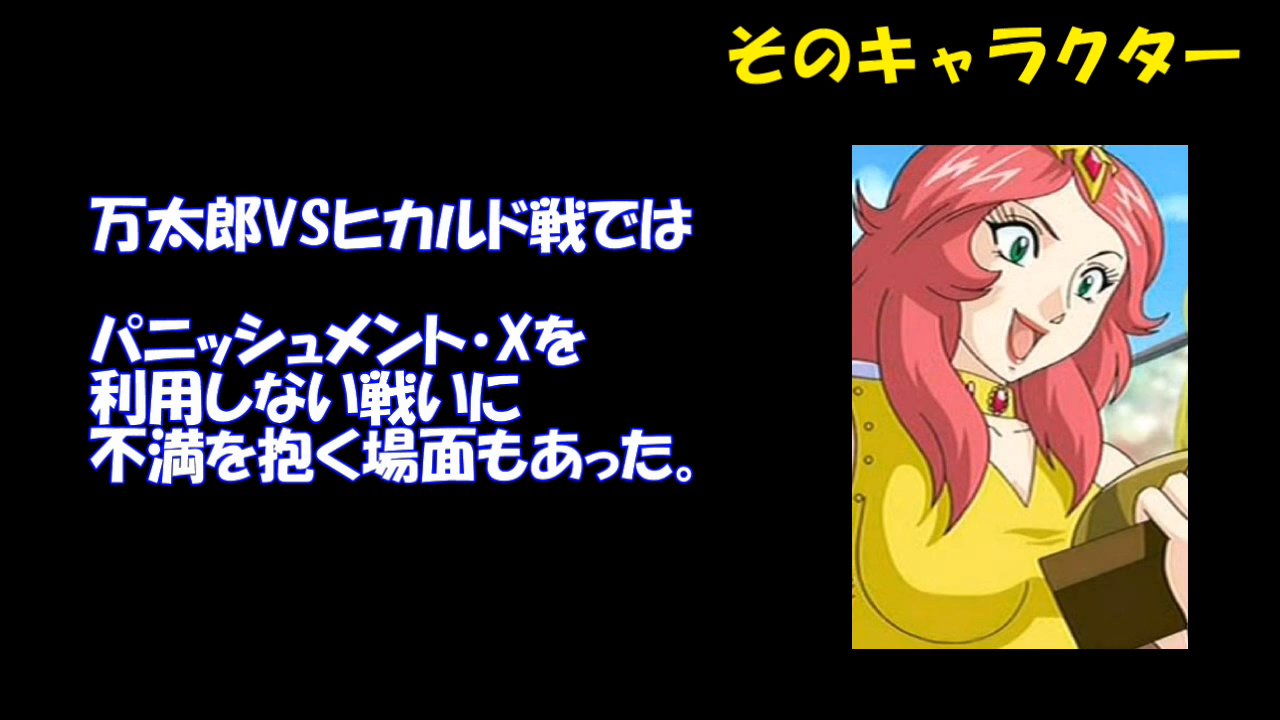 そのキャラクター
万太郎VSヒカルド戦では
パニッシュメント・Xを
利用しない戦いに
不満を抱く場面もあった。